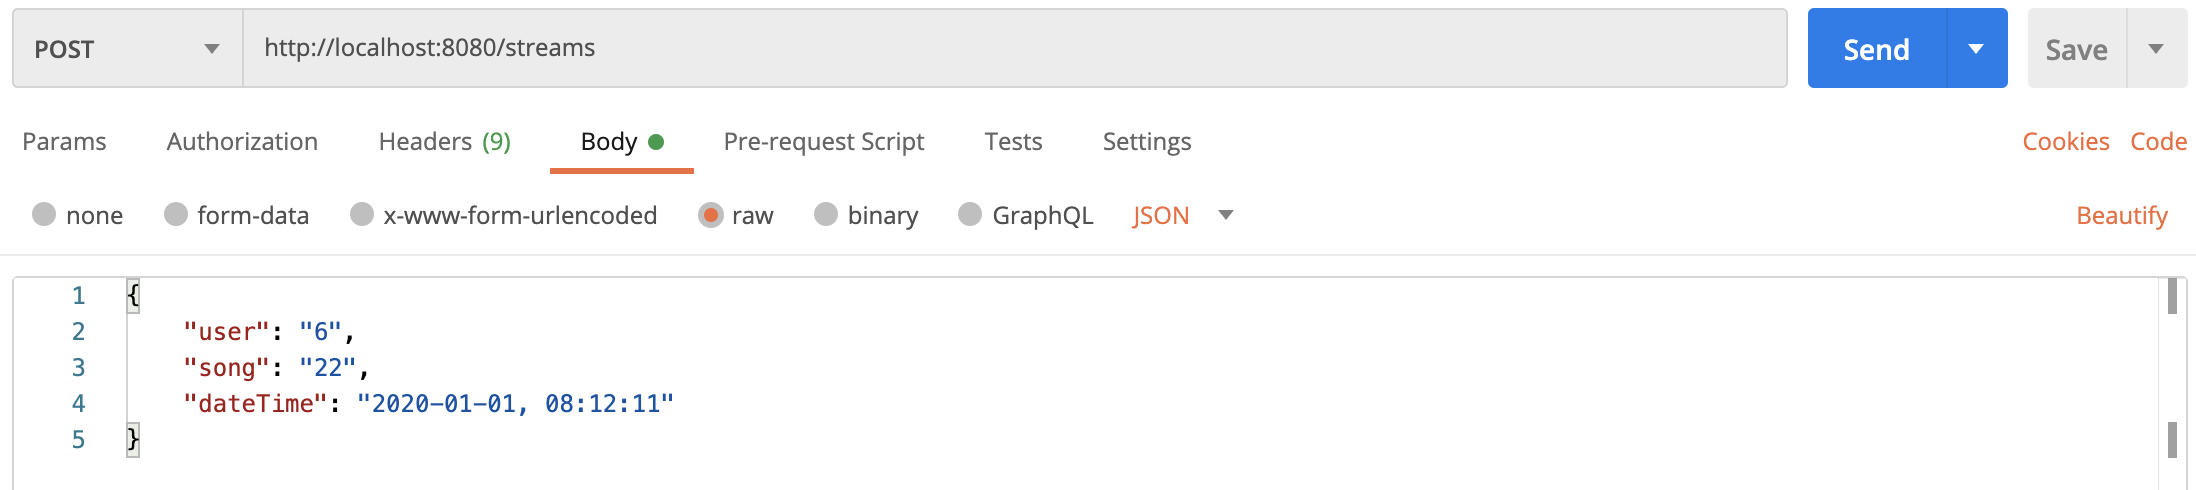 POST http://localhost:8080/streams Send Save
Params Authorization Headers (9) Body Pre-request Script Tests Settings Cookies Code
none form-data x-www-form-urlencoded raw binary GraphQL JSON Beautify
1 {
2 "user": "6",
3 "song": "22",
4 "dateTime": "2020-01-01, 08:12:11"
5 }